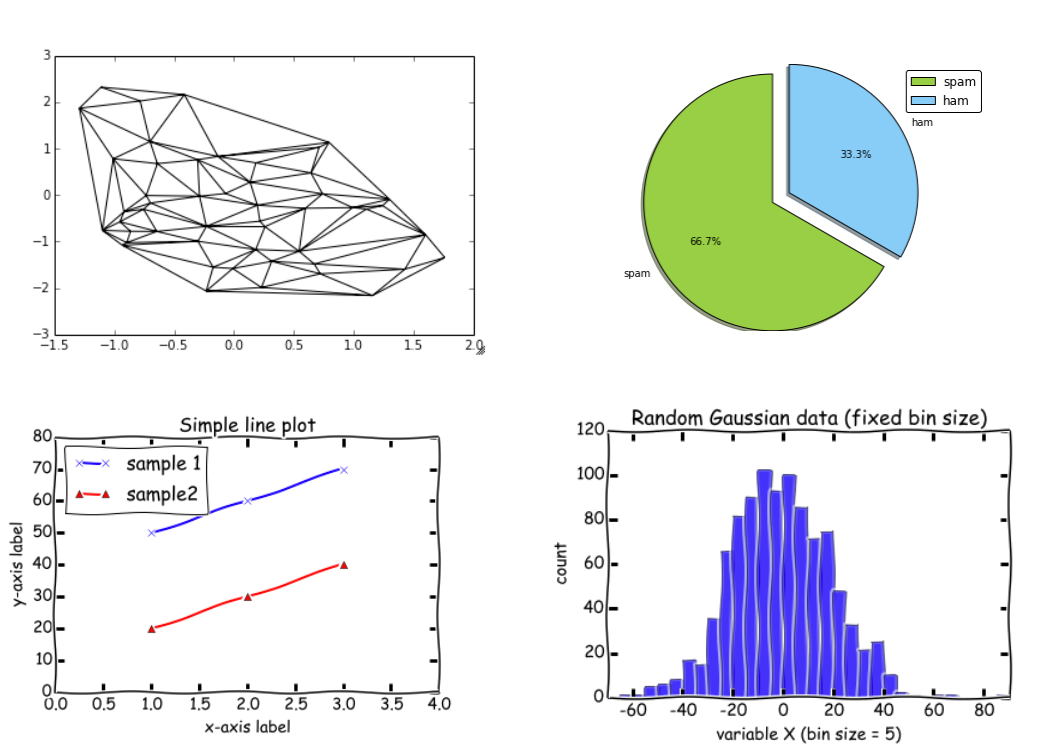 3
2
1
0
−1
−2
−3
−1.5 −1.0 −0.5 0.0 0.5 1.0 1.5 2.0
spam
ham
ham
33.3%
66.7%
spam
Simple line plot
80
70
60
50
40
30
20
10
0
y-axis label
sample 1
sample2
0.0 0.5 1.0 1.5 2.0 2.5 3.0 3.5 4.0
x-axis label
Random Gaussian data (fixed bin size)
120
100
80
60
40
20
0
count
-60 -40 -20 0 20 40 60 80
variable X (bin size = 5)